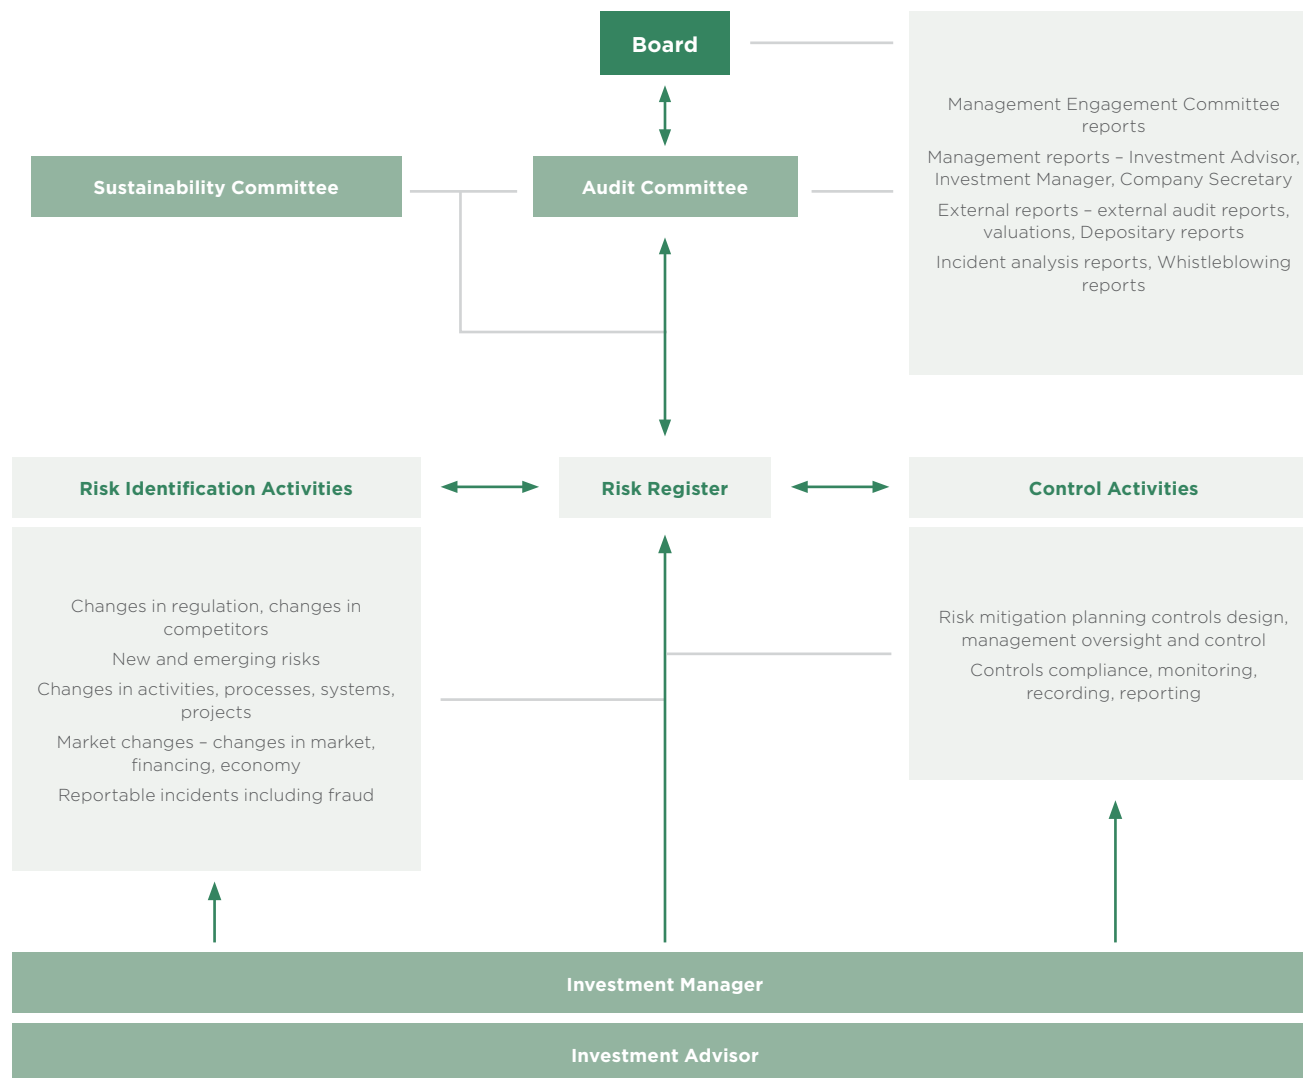 Board
Management Engagement Committee
reports
Management reports – Investment Advisor,
Investment Manager, Company Secretary
External reports – external audit reports,
valuations, Depositary reports
Incident analysis reports, Whistleblowing
reports
Sustainability Committee
Audit Committee
Risk Identification Activities
Risk Register
Control Activities
Changes in regulation, changes in
competitors
New and emerging risks
Changes in activities, processes, systems,
projects
Market changes – changes in market,
financing, economy
Reportable incidents including fraud
Risk mitigation planning controls design,
management oversight and control
Controls compliance, monitoring,
recording, reporting
Investment Manager
Investment Advisor